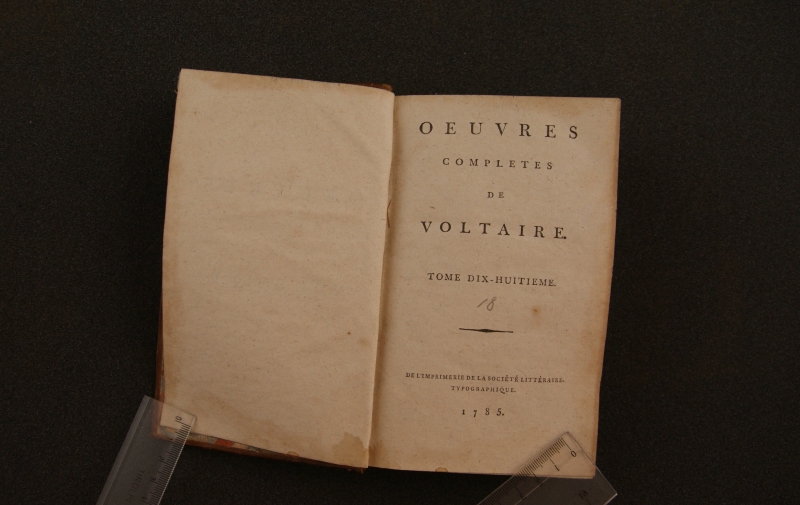 OEUVRES
COMPLETES
DE
VOLTAIRE.
TOME DIX-HUITIEME.
18
DE L'IMPRIMERIE DE LA SOCIÉTÉ LITTÉRAIRE-
TYPOGRAPHIQUE.
1785.